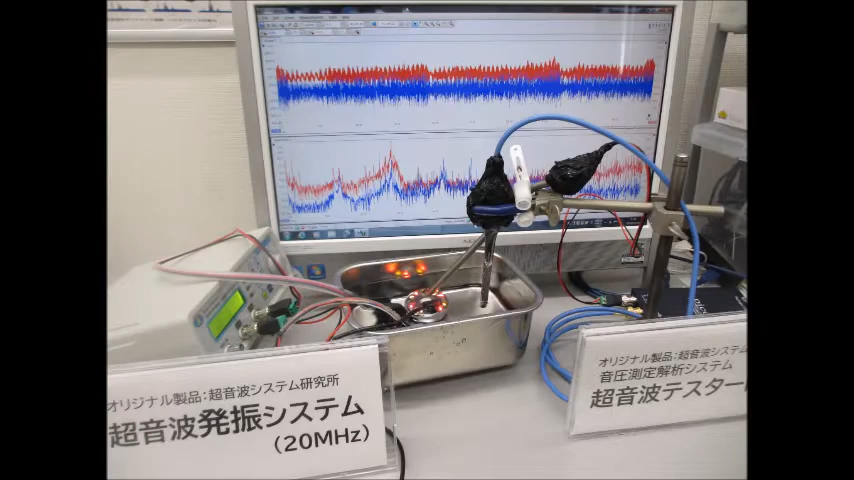 オリジナル製品:超音波システム研究所
超音波発振システム
(20MHz)
オリジナル製品:超音波システム
音圧測定解析システム
超音波テスター